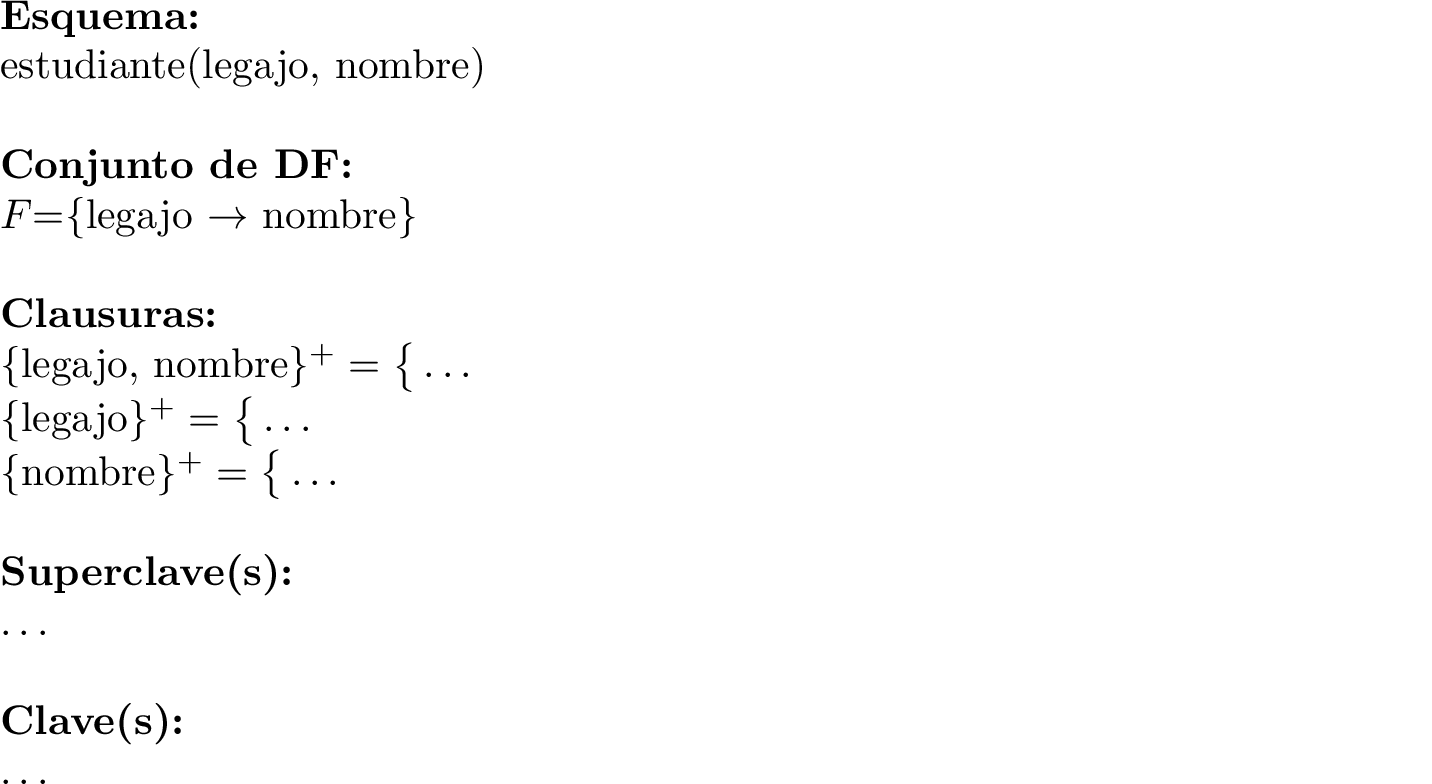 Esquema:
estudiante(legajo, nombre)
Conjunto de DF:
F={legajo → nombre}
Clausuras:
{legajo, nombre}⁺ = { …
{legajo}⁺ = { …
{nombre}⁺ = { …
Superclave(s):
…
Clave(s):
…